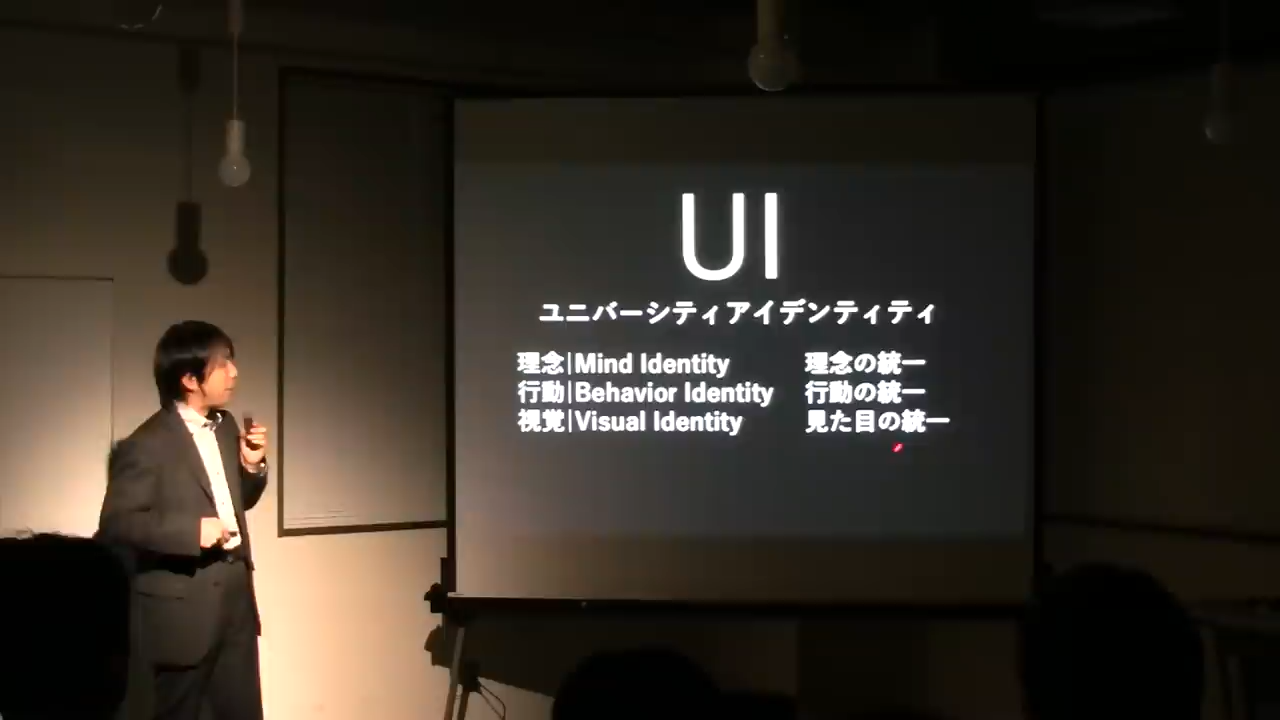 UI
ユニバーシティアイデンティティ
理念|Mind Identity 理念の統一
行動|Behavior Identity 行動の統一
視覚|Visual Identity 見た目の統一